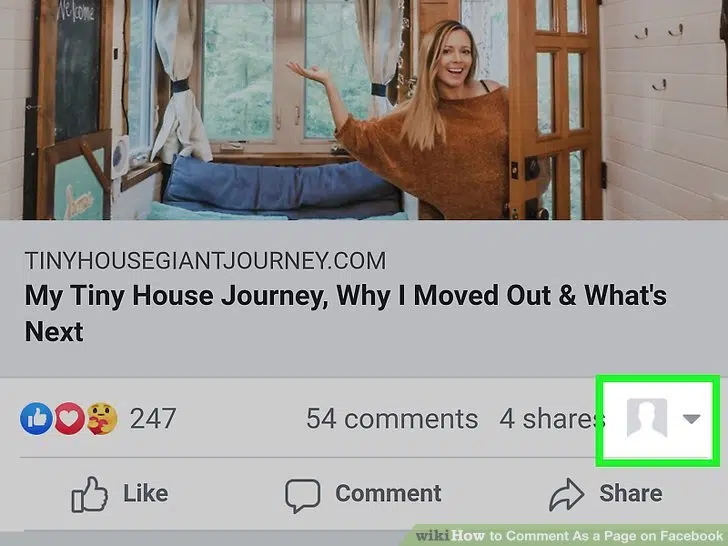 Welcome
TINYHOUSEGIANTJOURNEY.COM
My Tiny House Journey, Why I Moved Out & What's
Next
247
54 comments
4 shares
Like
Comment
Share
wikiHow to Comment As a Page on Facebook